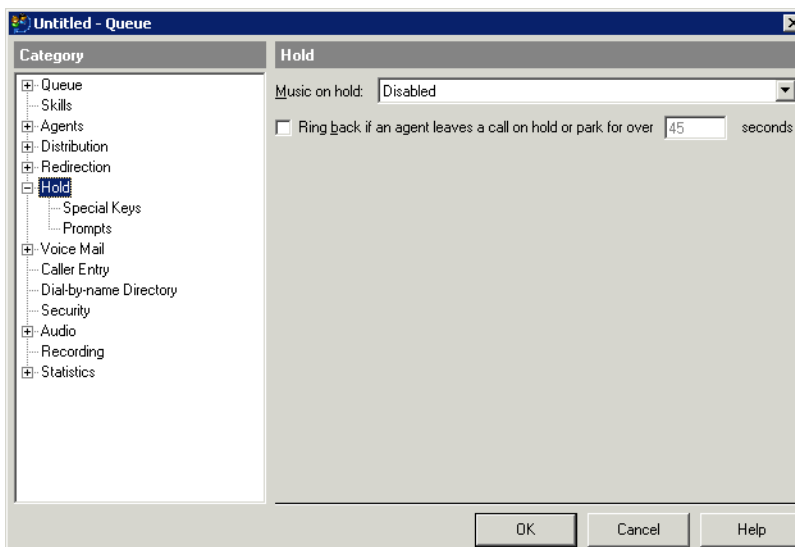 Untitled - Queue
Category
Hold
Queue
Skills
Agents
Distribution
Redirection
Hold
Special Keys
Prompts
Voice Mail
Caller Entry
Dial-by-name Directory
Security
Audio
Recording
Statistics
Music on hold: Disabled
Ring back if an agent leaves a call on hold or park for over 45 seconds
OK Cancel Help